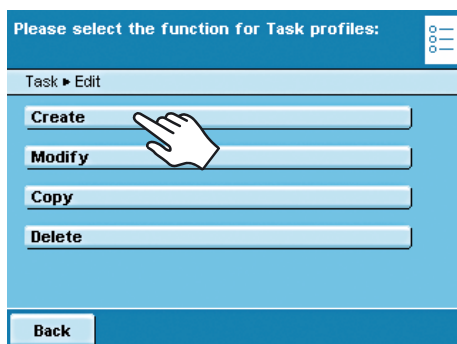 Please select the function for Task profiles:
Task ▸ Edit
Create
Modify
Copy
Delete
Back